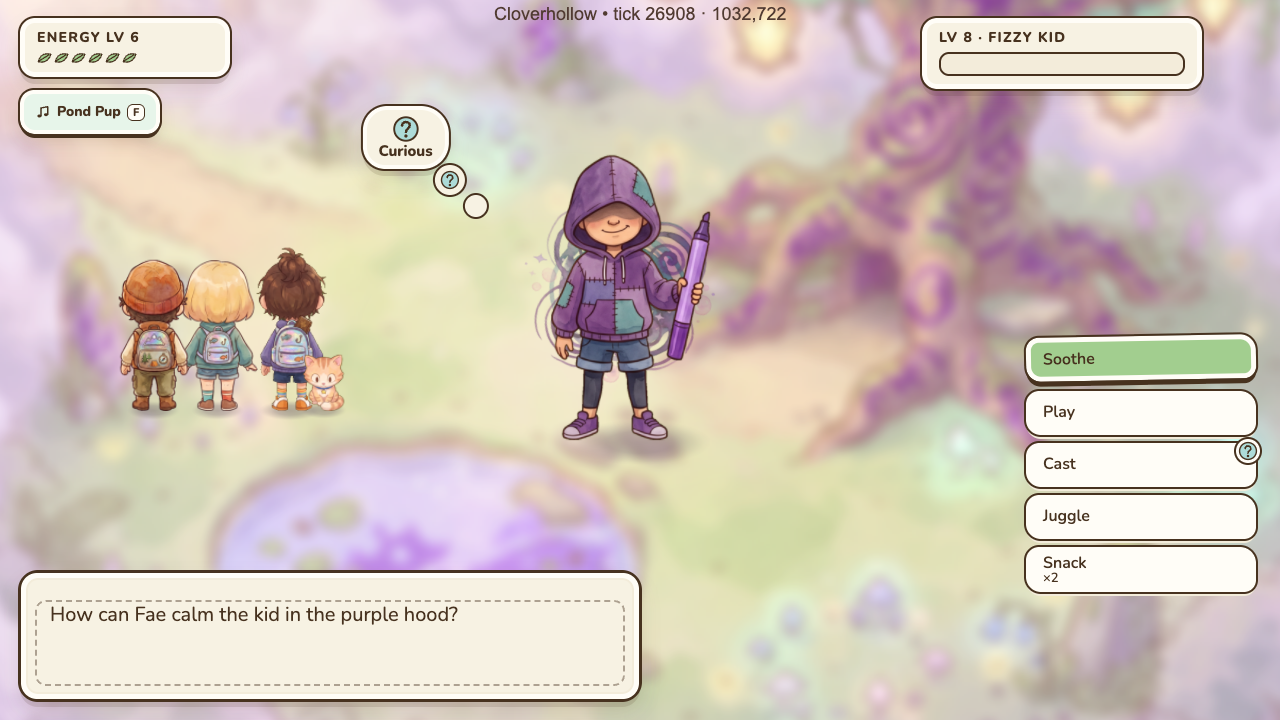 Cloverhollow • tick 26908 · 1032,722
ENERGY LV 6
LV 8 · FIZZY KID
Pond Pup F
?
Curious
?
Soothe
Play
?
Cast
Juggle
Snack
×2
How can Fae calm the kid in the purple hood?